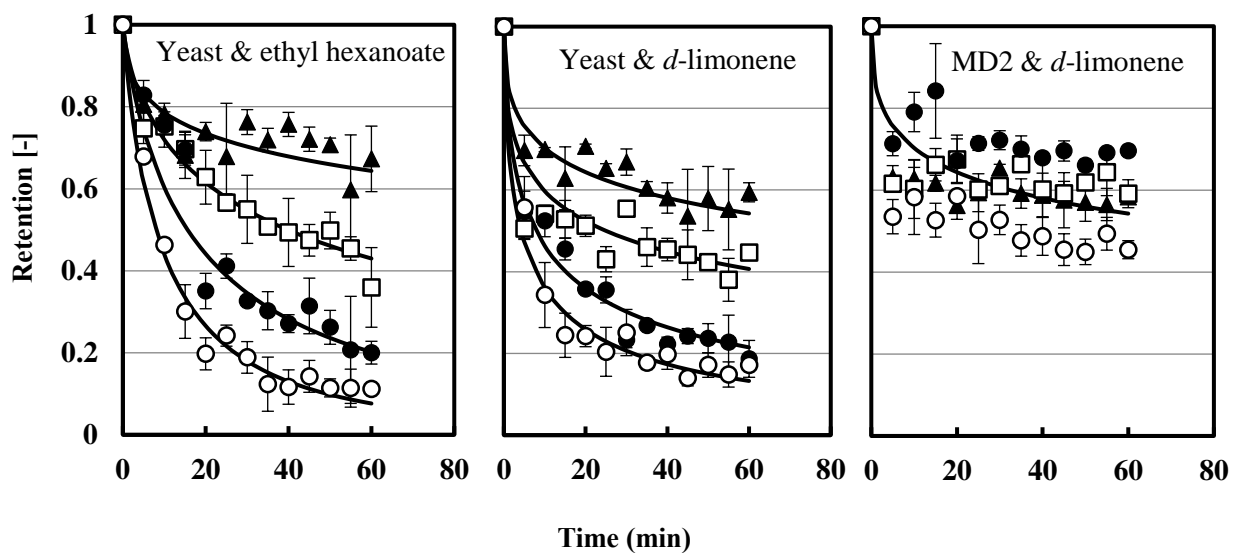 Yeast & ethyl hexanoate
Yeast & d-limonene
MD2 & d-limonene
Retention [-]
1
0.8
0.6
0.4
0.2
0
0 20 40 60 80
0 20 40 60 80
0 20 40 60 80
Time (min)